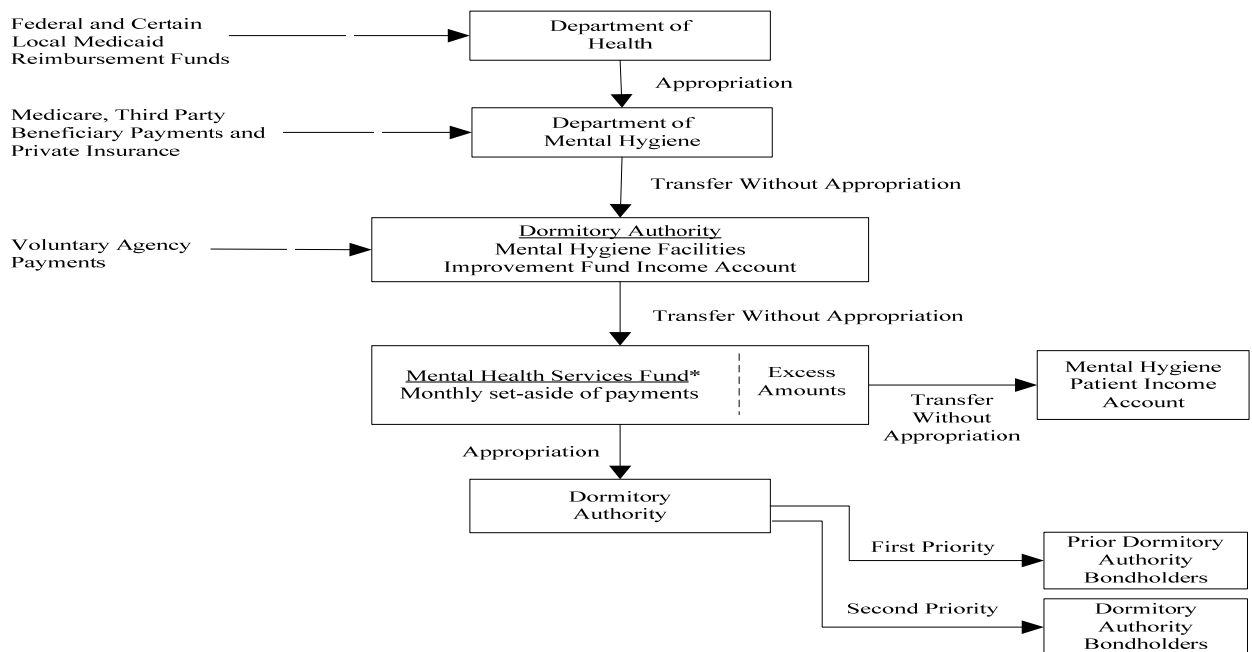 Federal and Certain
Local Medicaid
Reimbursement Funds
Department of
Health
Appropriation
Medicare, Third Party
Beneficiary Payments and
Private Insurance
Department of
Mental Hygiene
Transfer Without Appropriation
Voluntary Agency
Payments
Dormitory Authority
Mental Hygiene Facilities
Improvement Fund Income Account
Transfer Without Appropriation
Mental Health Services Fund*
Monthly set-aside of payments
Excess
Amounts
Transfer
Without
Appropriation
Mental Hygiene
Patient Income
Account
Appropriation
Dormitory
Authority
First Priority
Prior Dormitory
Authority
Bondholders
Second Priority
Dormitory
Authority
Bondholders